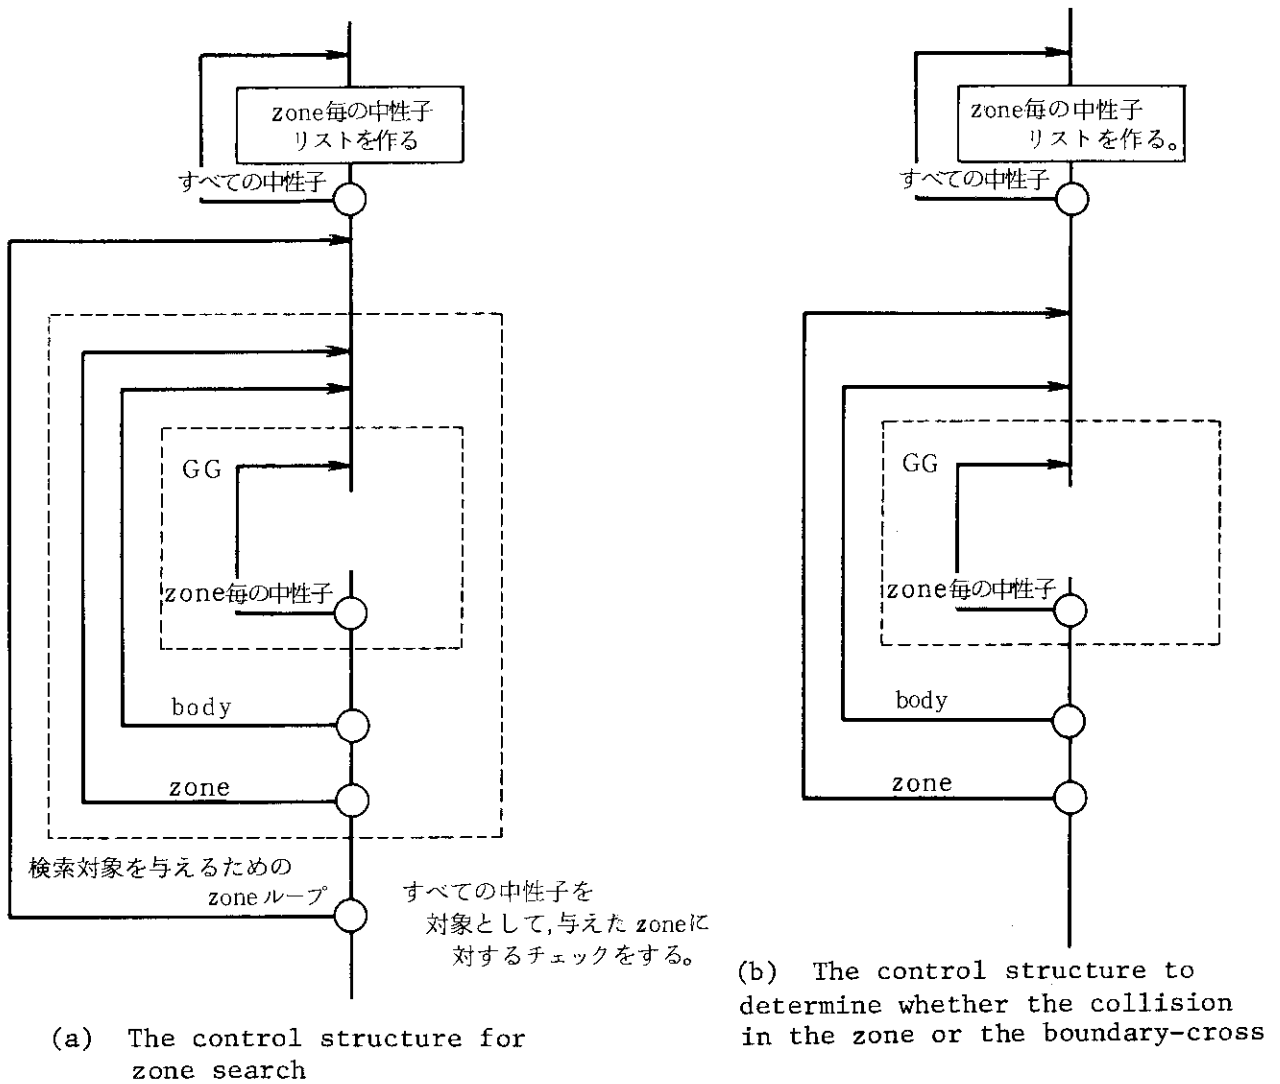 zone毎の中性子
リストを作る
すべての中性子
GG
zone毎の中性子
body
zone
検索対象を与えるための
zoneループ
すべての中性子を
対象として,与えた zoneに
対するチェックをする。
(a) The control structure for
zone search
zone毎の中性子
リストを作る。
すべての中性子
GG
zone毎の中性子
body
zone
(b) The control structure to
determine whether the collision
in the zone or the boundary-cross